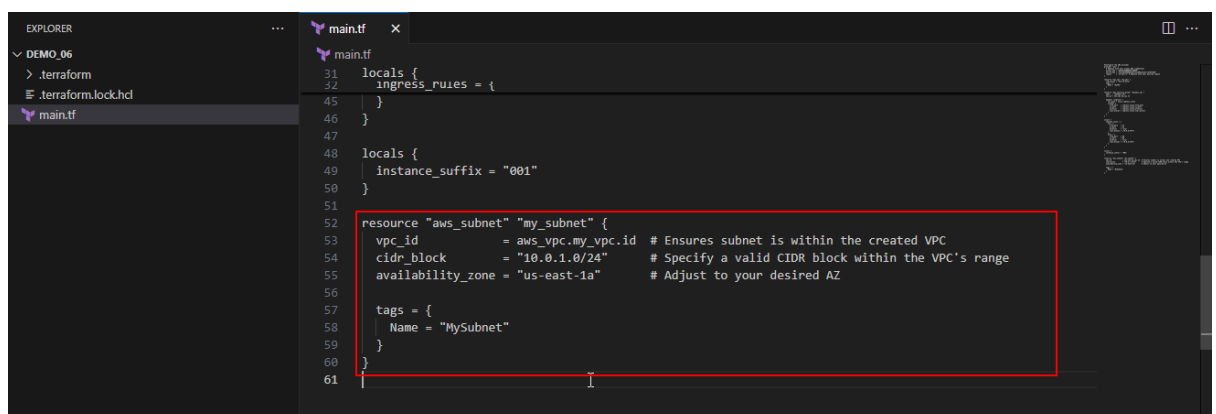 EXPLORER
DEMO_06
.terraform
.terraform.lock.hcl
main.tf
main.tf
main.tf
31 locals {
32 ingress_rules = {
45 }
46 }
47
48 locals {
49 instance_suffix = "001"
50 }
51
52 resource "aws_subnet" "my_subnet" {
53 vpc_id = aws_vpc.my_vpc.id # Ensures subnet is within the created VPC
54 cidr_block = "10.0.1.0/24" # Specify a valid CIDR block within the VPC's range
55 availability_zone = "us-east-1a" # Adjust to your desired AZ
56
57 tags = {
58 Name = "MySubnet"
59 }
60 }
61